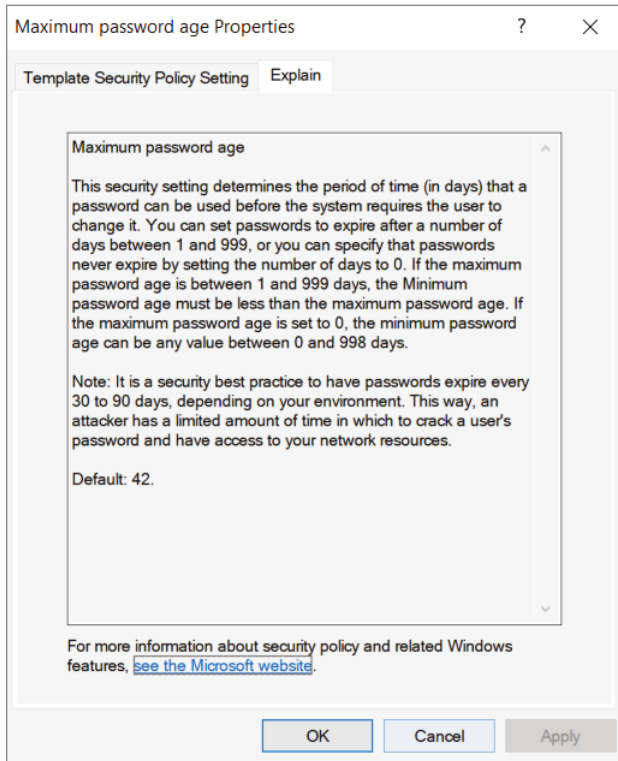 Maximum password age Properties
?
Template Security Policy Setting
Explain
Maximum password age
This security setting determines the period of time (in days) that a
password can be used before the system requires the user to
change it. You can set passwords to expire after a number of
days between 1 and 999, or you can specify that passwords
never expire by setting the number of days to 0. If the maximum
password age is between 1 and 999 days, the Minimum
password age must be less than the maximum password age. If
the maximum password age is set to 0, the minimum password
age can be any value between 0 and 998 days.
Note: It is a security best practice to have passwords expire every
30 to 90 days, depending on your environment. This way, an
attacker has a limited amount of time in which to crack a user's
password and have access to your network resources.
Default: 42.
For more information about security policy and related Windows
features, see the Microsoft website.
OK
Cancel
Apply